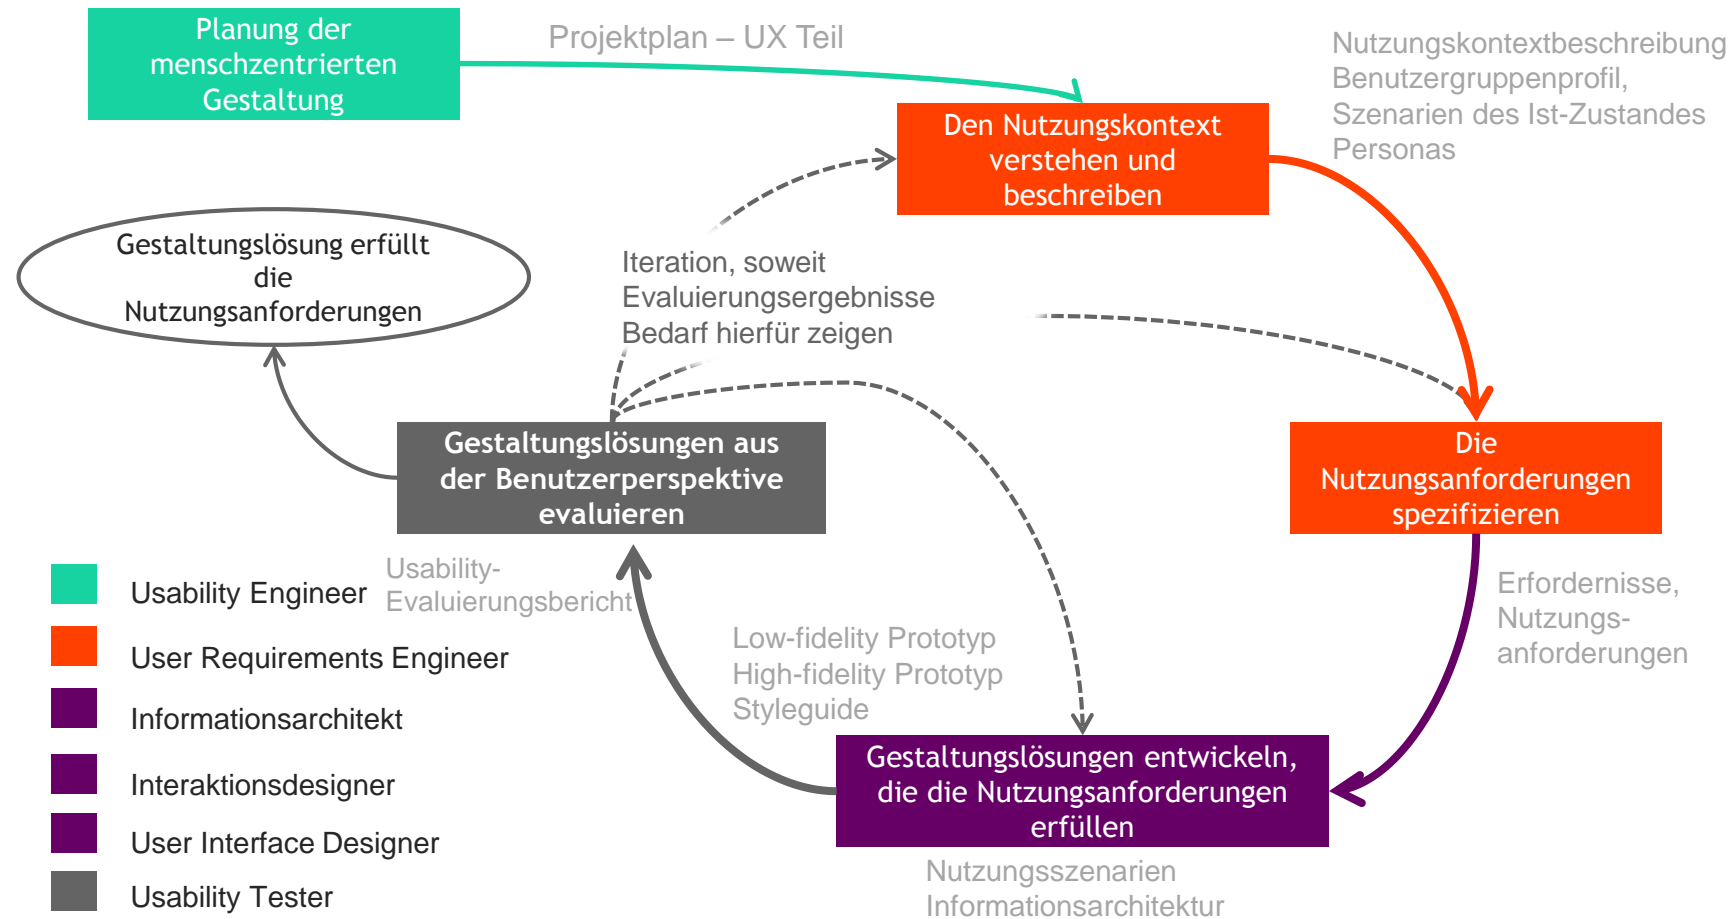 Planung der
menschzentrierten
Gestaltung
Projektplan – UX Teil
Nutzungskontextbeschreibung
Benutzergruppenprofil,
Szenarien des Ist-Zustandes
Personas
Den Nutzungskontext
verstehen und
beschreiben
Gestaltungslösung erfüllt
die
Nutzungsanforderungen
Iteration, soweit
Evaluierungsergebnisse
Bedarf hierfür zeigen
Gestaltungslösungen aus
der Benutzerperspektive
evaluieren
Die
Nutzungsanforderungen
spezifizieren
Usability-
Evaluierungsbericht
Erfordernisse,
Nutzungs-
anforderungen
Low-fidelity Prototyp
High-fidelity Prototyp
Styleguide
Gestaltungslösungen entwickeln,
die die Nutzungsanforderungen
erfüllen
Nutzungsszenarien
Informationsarchitektur
Usability Engineer
User Requirements Engineer
Informationsarchitekt
Interaktionsdesigner
User Interface Designer
Usability Tester